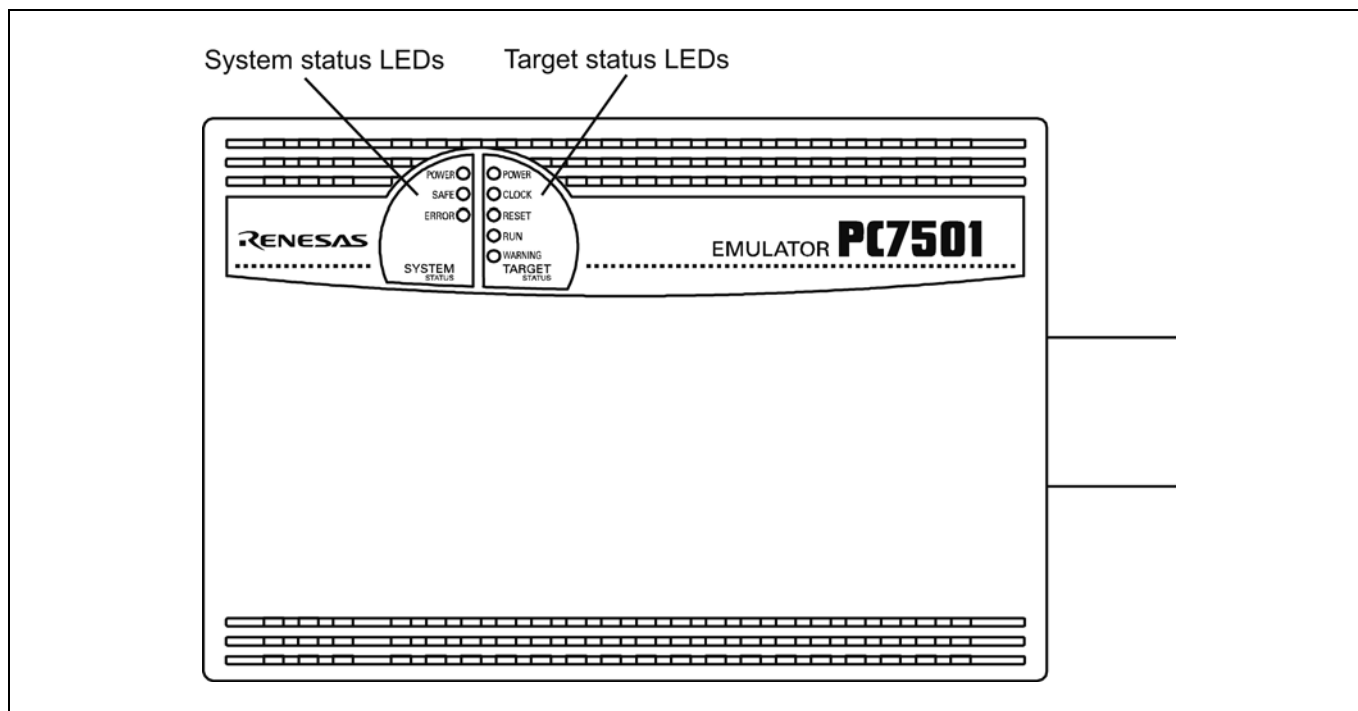 System status LEDs
Target status LEDs
POWER
SAFE
ERROR
SYSTEM
STATUS
POWER
CLOCK
RESET
RUN
WARNING
TARGET
STATUS
RENESAS
EMULATOR PC7501